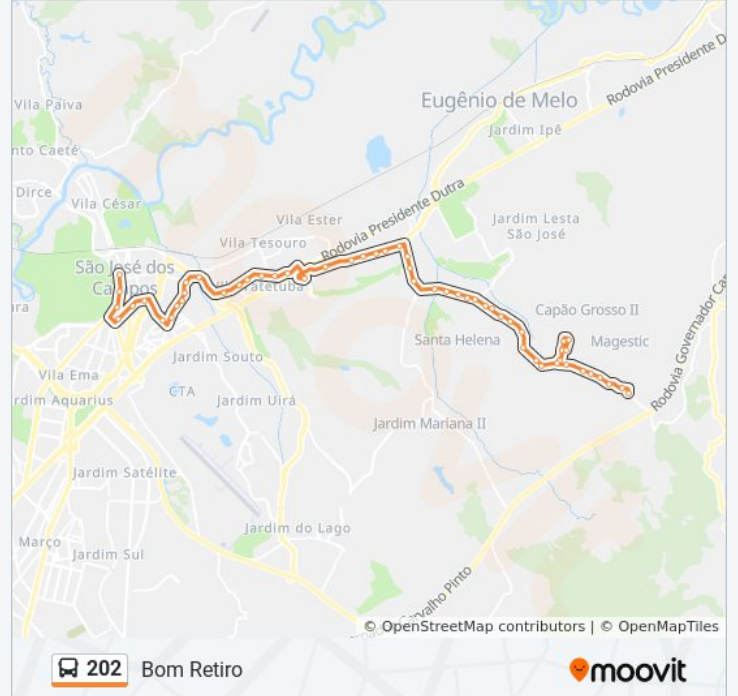 Vila Paiva
Eugênio de Melo
Rodovia Presidente D
Jardim Ipê
nto Caeté
Dirce
Vila César
Rodovia Presidente Dutra
Vila Ester
Jardim Lesta
São José
Vila Tesouro
São José dos
Campos
ara
Capão Grosso II
Santa Helena
Magestic
Rodovia Governador Car
Jardim Souto
Vila Ema
CTA
Jardim Uirá
rdim Aquarius
Jardim Mariana II
Jardim Satélite
Jardim do Lago
Março
Jardim Sul
Carvalho Pinto
© OpenStreetMap contributors | © OpenMapTiles
202 Bom Retiro
moovit